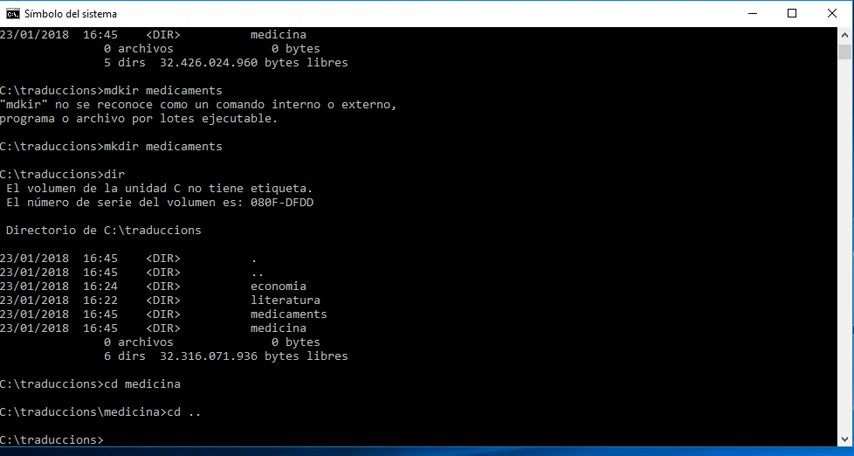 Símbolo del sistema
23/01/2018  16:45    <DIR>          medicina
               0 archivos              0 bytes
               5 dirs  32.426.024.960 bytes libres
C:\traduccions>mdkir medicaments
"mdkir" no se reconoce como un comando interno o externo,
programa o archivo por lotes ejecutable.
C:\traduccions>mkdir medicaments
C:\traduccions>dir
 El volumen de la unidad C no tiene etiqueta.
 El número de serie del volumen es: 080F-DFDD
 Directorio de C:\traduccions
23/01/2018  16:45    <DIR>          .
23/01/2018  16:45    <DIR>          ..
23/01/2018  16:24    <DIR>          economia
23/01/2018  16:22    <DIR>          literatura
23/01/2018  16:45    <DIR>          medicaments
23/01/2018  16:45    <DIR>          medicina
               0 archivos              0 bytes
               6 dirs  32.316.071.936 bytes libres
C:\traduccions>cd medicina
C:\traduccions\medicina>cd ..
C:\traduccions>